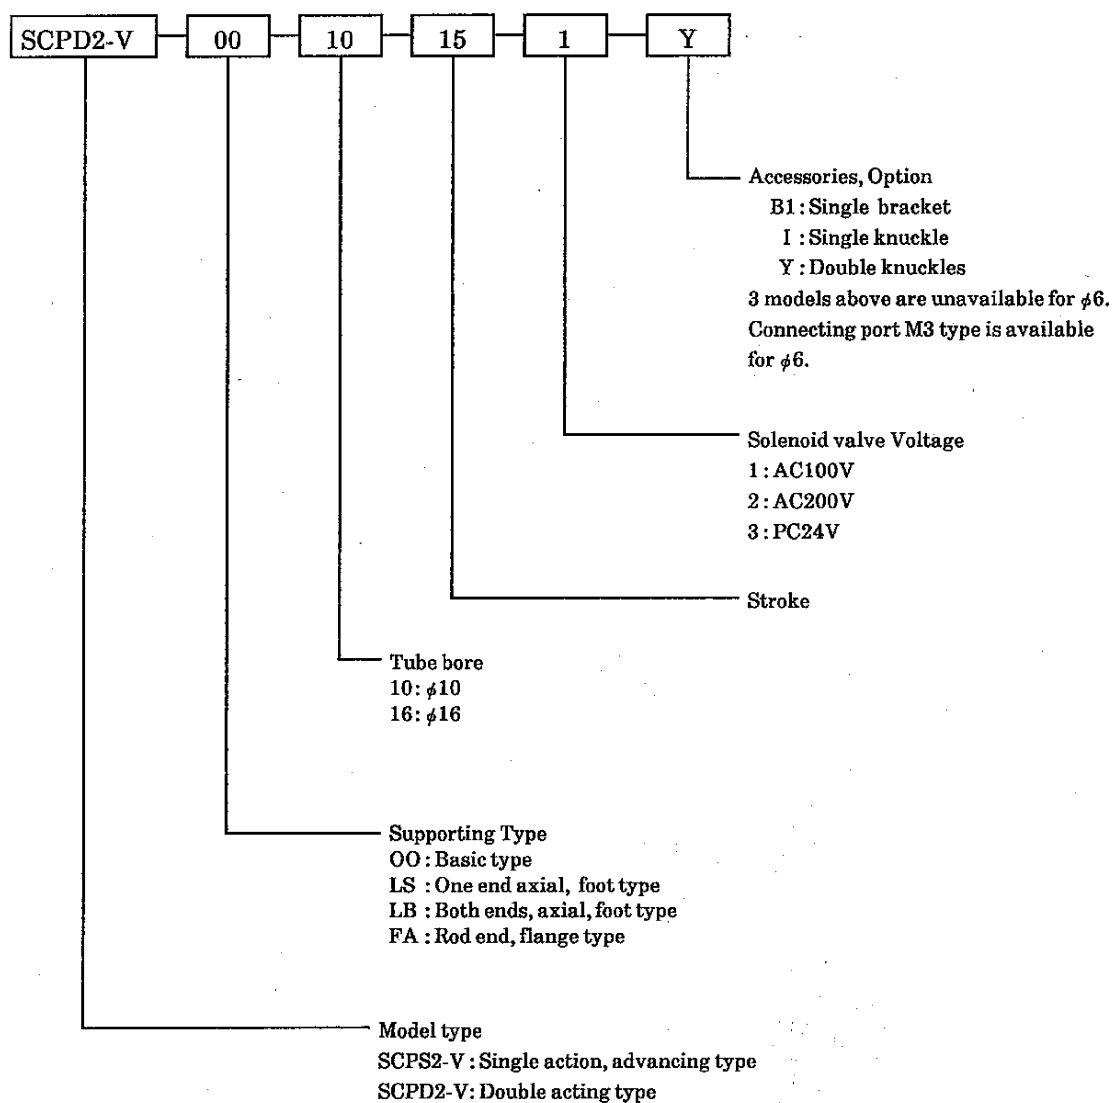 SCPD2-V 00 10 15 1 Y
Accessories, Option
B1 : Single bracket
I : Single knuckle
Y : Double knuckles
3 models above are unavailable for φ6.
Connecting port M3 type is available
for φ6.
Solenoid valve Voltage
1 : AC100V
2 : AC200V
3 : PC24V
Stroke
Tube bore
10: φ10
16: φ16
Supporting Type
OO : Basic type
LS : One end axial, foot type
LB : Both ends, axial, foot type
FA : Rod end, flange type
Model type
SCPS2-V : Single action, advancing type
SCPD2-V: Double acting type